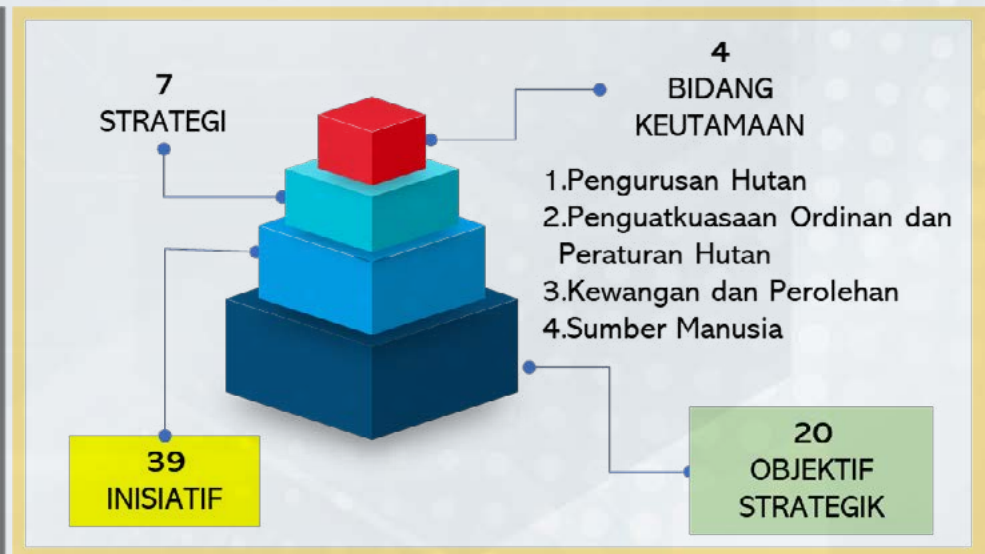 7
STRATEGI
4
BIDANG
KEUTAMAAN
1.Pengurusan Hutan
2.Penguatkuasaan Ordinan dan
Peraturan Hutan
3.Kewangan dan Perolehan
4.Sumber Manusia
39
INISIATIF
20
OBJEKTIF
STRATEGIK